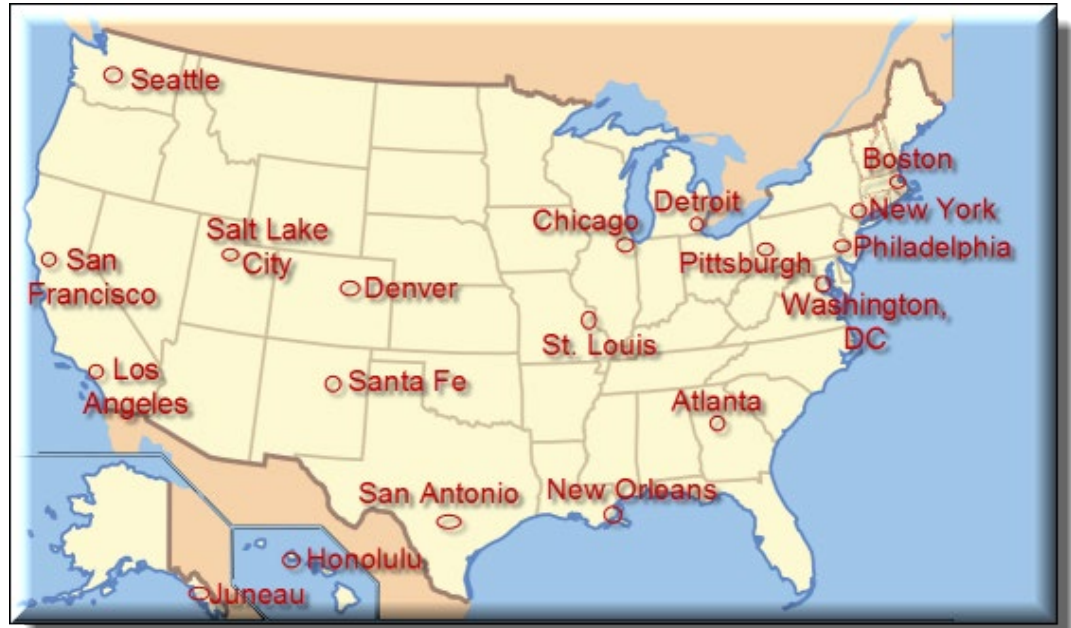 Seattle
Boston
Detroit
New York
Chicago
Salt Lake
City
San
Francisco
Philadelphia
Pittsburgh
Denver
Washington,
DC
St. Louis
Los
Angeles
Santa Fe
Atlanta
San Antonio
New Orleans
Honolulu
Juneau